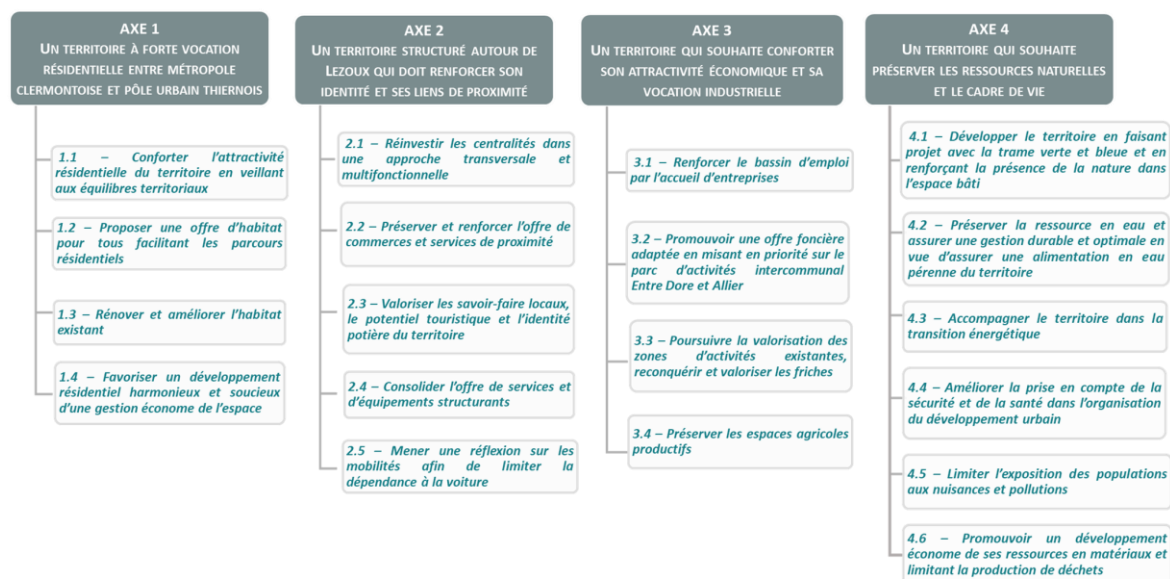 AXE 1
UN TERRITOIRE À FORTE VOCATION
RÉSIDENTIELLE ENTRE MÉTROPOLE
CLERMONTOISE ET PÔLE URBAIN THIERNOIS
1.1 – Conforter l'attractivité
résidentielle du territoire en veillant
aux équilibres territoriaux
1.2 – Proposer une offre d'habitat
pour tous facilitant les parcours
résidentiels
1.3 – Rénover et améliorer l'habitat
existant
1.4 – Favoriser un développement
résidentiel harmonieux et soucieux
d'une gestion économe de l'espace
AXE 2
UN TERRITOIRE STRUCTURÉ AUTOUR DE
LEZOUX QUI DOIT RENFORCER SON
IDENTITÉ ET SES LIENS DE PROXIMITÉ
2.1 – Réinvestir les centralités dans
une approche transversale et
multifonctionnelle
2.2 – Préserver et renforcer l'offre de
commerces et services de proximité
2.3 – Valoriser les savoir-faire locaux,
le potentiel touristique et l'identité
potière du territoire
2.4 – Consolider l'offre de services et
d'équipements structurants
2.5 – Mener une réflexion sur les
mobilités afin de limiter la
dépendance à la voiture
AXE 3
UN TERRITOIRE QUI SOUHAITE CONFORTER
SON ATTRACTIVITÉ ÉCONOMIQUE ET SA
VOCATION INDUSTRIELLE
3.1 – Renforcer le bassin d'emploi
par l'accueil d'entreprises
3.2 – Promouvoir une offre foncière
adaptée en misant en priorité sur le
parc d'activités intercommunal
Entre Dore et Allier
3.3 – Poursuivre la valorisation des
zones d'activités existantes,
reconquérir et valoriser les friches
3.4 – Préserver les espaces agricoles
productifs
AXE 4
UN TERRITOIRE QUI SOUHAITE
PRÉSERVER LES RESSOURCES NATURELLES
ET LE CADRE DE VIE
4.1 – Développer le territoire en faisant
projet avec la trame verte et bleue et en
renforçant la présence de la nature dans
l'espace bâti
4.2 – Préserver la ressource en eau et
assurer une gestion durable et optimale en
vue d'assurer une alimentation en eau
pérenne du territoire
4.3 – Accompagner le territoire dans la
transition énergétique
4.4 – Améliorer la prise en compte de la
sécurité et de la santé dans l'organisation
du développement urbain
4.5 – Limiter l'exposition des populations
aux nuisances et pollutions
4.6 – Promouvoir un développement
économe de ses ressources en matériaux et
limitant la production de déchets